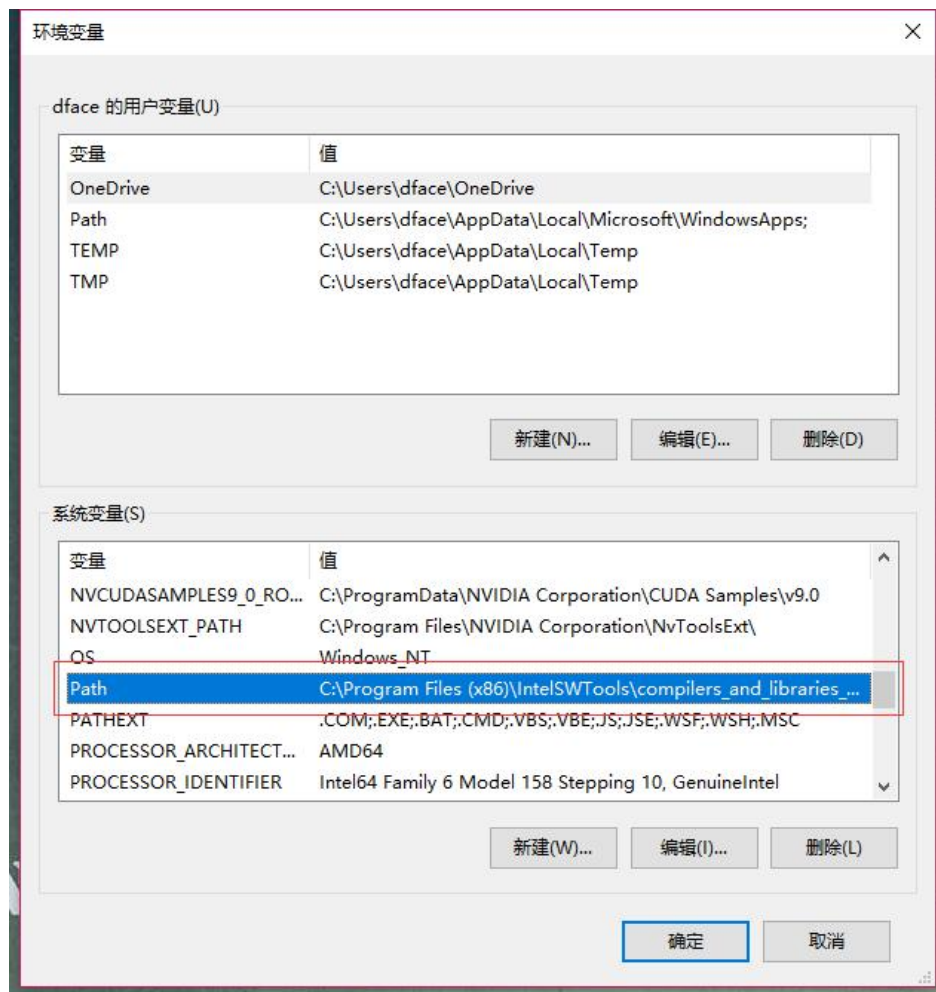 环境变量
dface 的用户变量(U)
变量 值
OneDrive C:\Users\dface\OneDrive
Path C:\Users\dface\AppData\Local\Microsoft\WindowsApps;
TEMP C:\Users\dface\AppData\Local\Temp
TMP C:\Users\dface\AppData\Local\Temp
新建(N)... 编辑(E)... 删除(D)
系统变量(S)
变量 值
NVCUDASAMPLES9_0_RO... C:\ProgramData\NVIDIA Corporation\CUDA Samples\v9.0
NVTOOLSEXT_PATH C:\Program Files\NVIDIA Corporation\NvToolsExt\
OS Windows_NT
Path C:\Program Files (x86)\IntelSWTools\compilers_and_libraries_...
PATHEXT .COM;.EXE;.BAT;.CMD;.VBS;.VBE;.JS;.JSE;.WSF;.WSH;.MSC
PROCESSOR_ARCHITECT... AMD64
PROCESSOR_IDENTIFIER Intel64 Family 6 Model 158 Stepping 10, GenuineIntel
新建(W)... 编辑(I)... 删除(L)
确定 取消